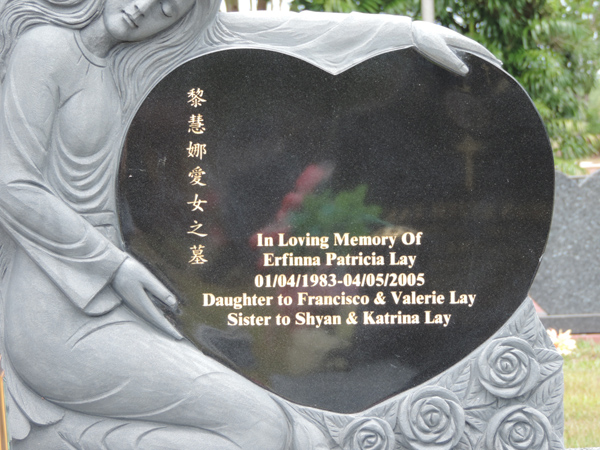 黎慧娜愛女之墓
In Loving Memory Of
Erfinna Patricia Lay
01/04/1983-04/05/2005
Daughter to Francisco & Valerie Lay
Sister to Shyan & Katrina Lay